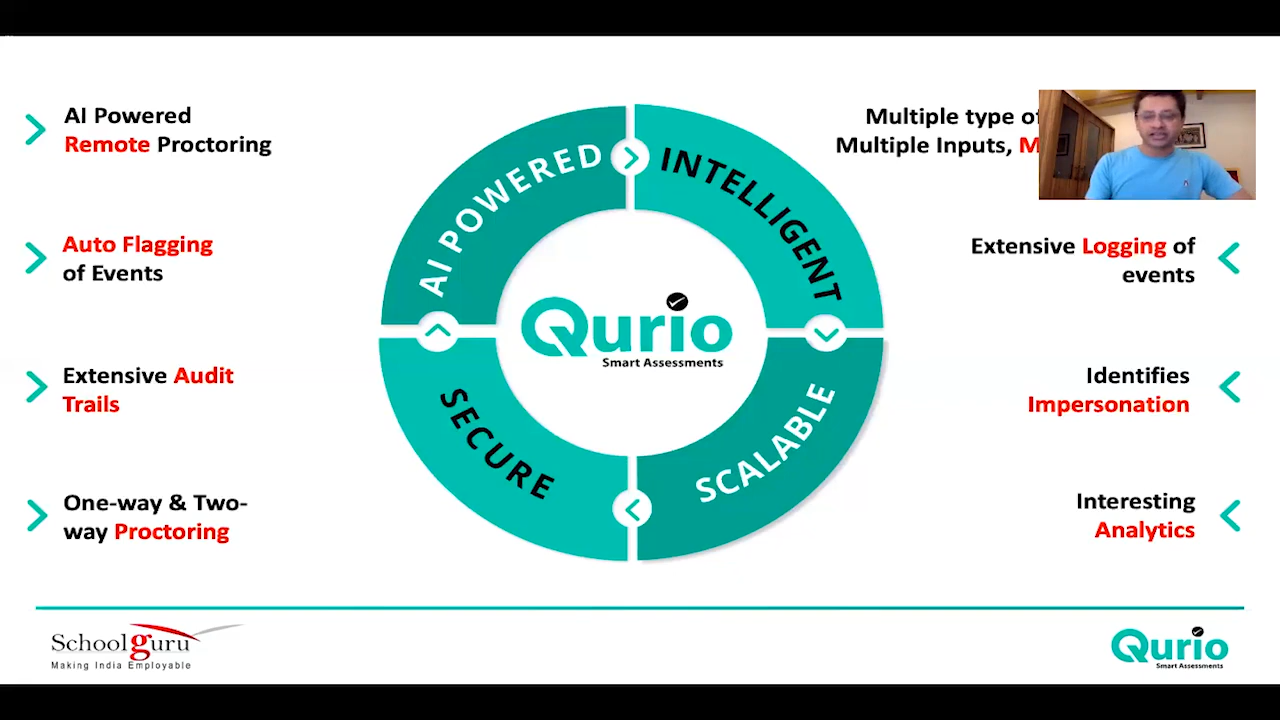 AI Powered
Remote Proctoring
Auto Flagging
of Events
Extensive Audit
Trails
One-way & Two-
way Proctoring
AI POWERED
INTELLIGENT
SECURE
SCALABLE
Qurio
Smart Assessments
Multiple type of
Multiple Inputs,
Extensive Logging of
events
Identifies
Impersonation
Interesting
Analytics
Schoolguru
Making India Employable
Qurio
Smart Assessments